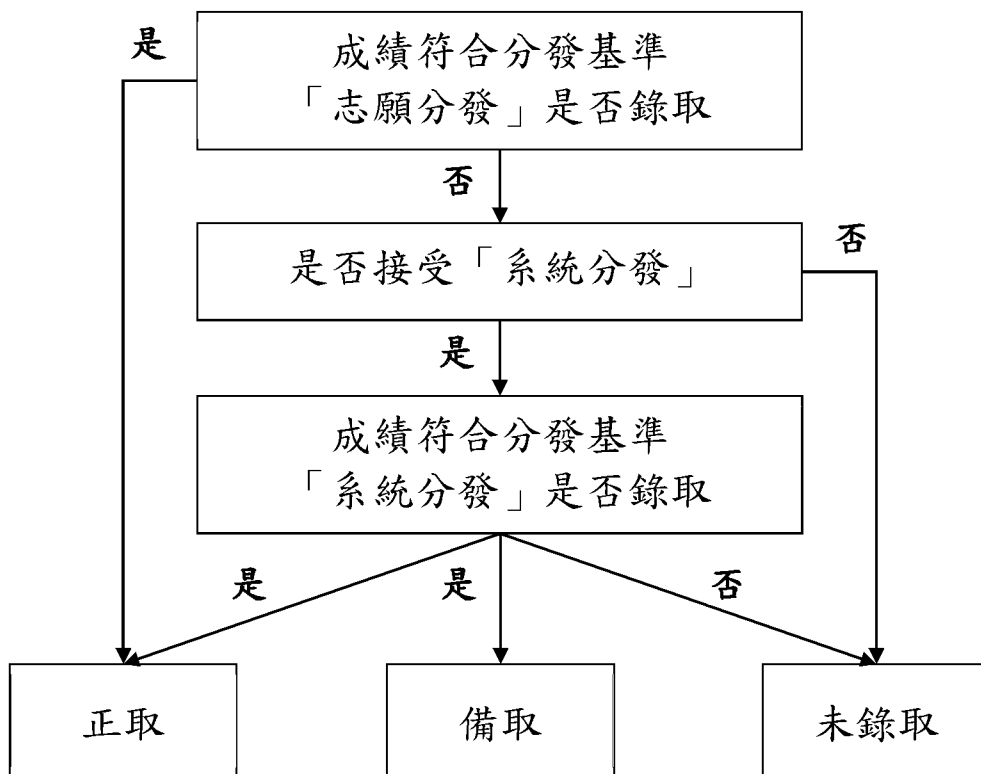 是
成績符合分發基準
「志願分發」是否錄取
否
是否接受「系統分發」
否
是
成績符合分發基準
「系統分發」是否錄取
是
是
否
正取
備取
未錄取